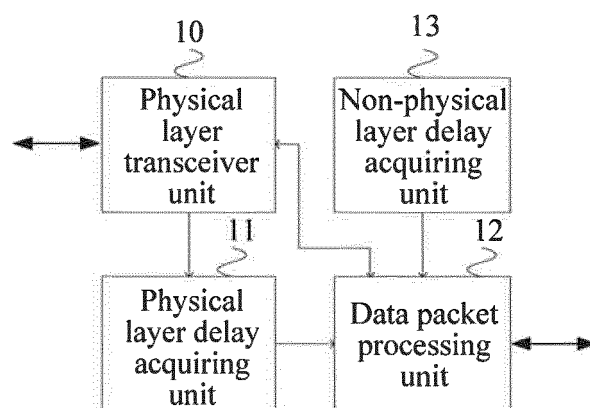 10
Physical
layer
transceiver
unit
13
Non-physical
layer delay
acquiring
unit
11
Physical
layer delay
acquiring
unit
12
Data packet
processing
unit